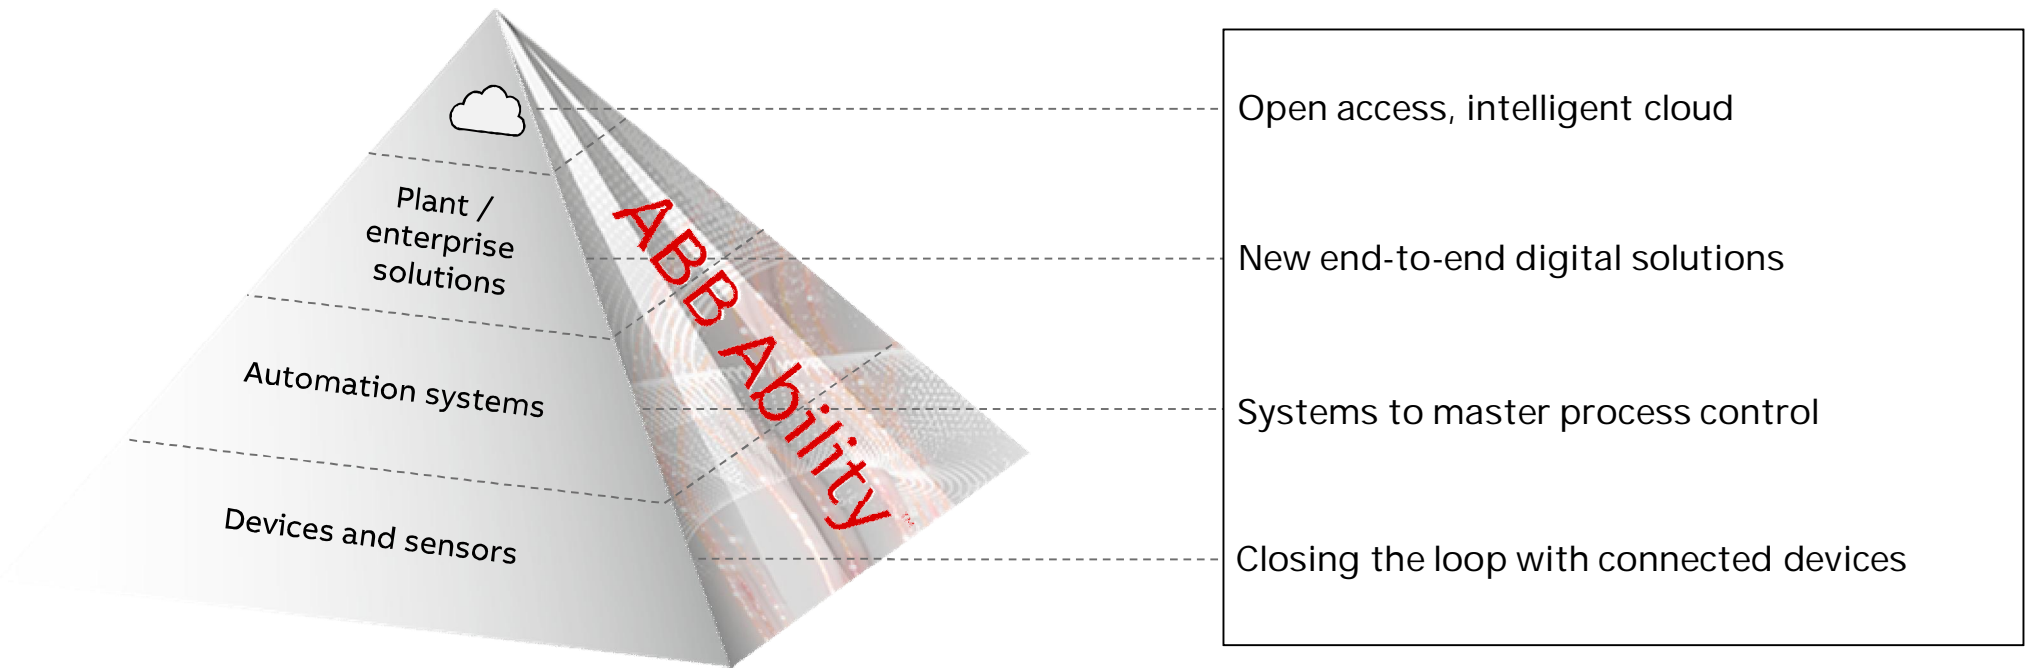 Plant /
enterprise
solutions
Automation systems
Devices and sensors
ABB Ability™
Open access, intelligent cloud
New end-to-end digital solutions
Systems to master process control
Closing the loop with connected devices